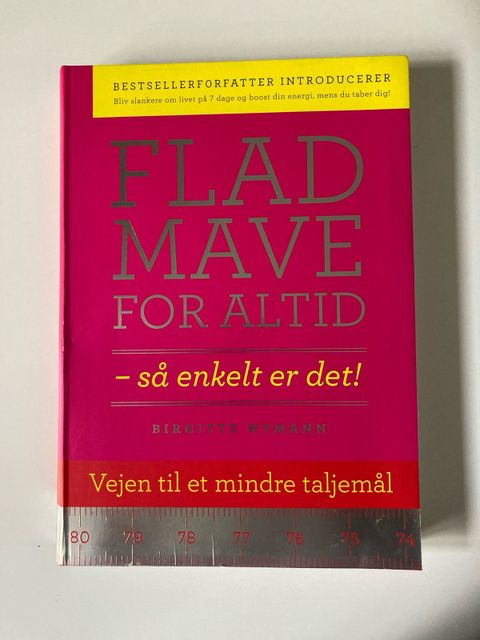 BESTSELLERFORFATTER INTRODUCERER
Bliv slankere om livet på 7 dage og boost din energi, mens du taber dig!
FLAD
MAVE
FOR ALTID
– så enkelt er det!
BIRGITTE NYMANN
Vejen til et mindre taljemål
80 79 78 77 76 75 74